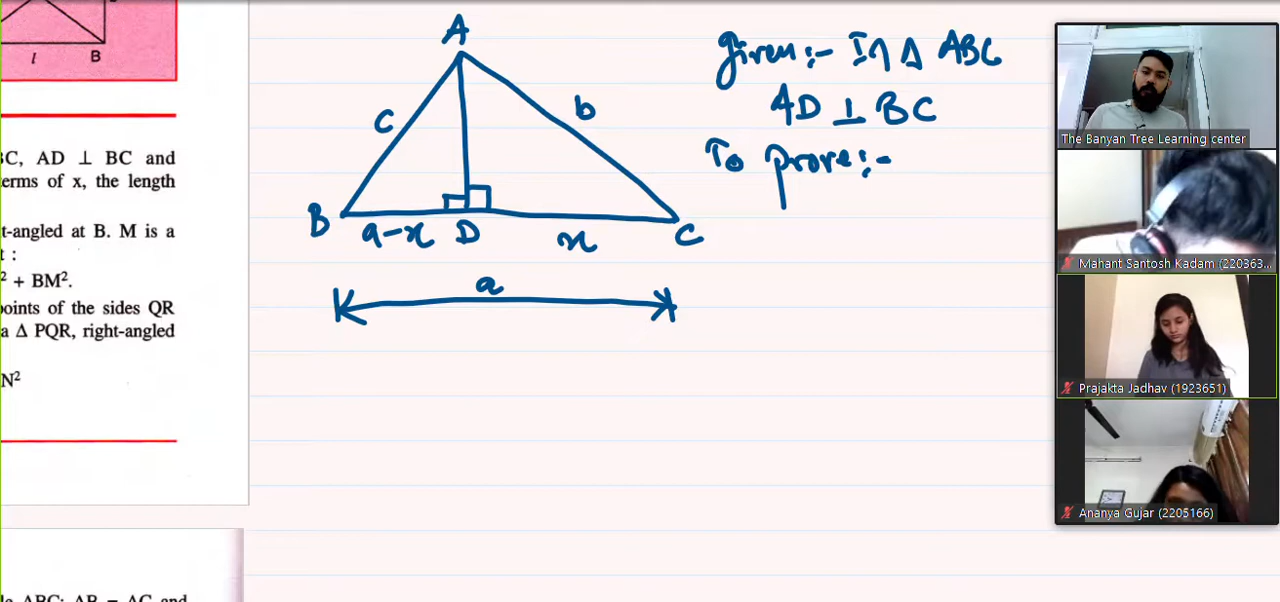 l B
BC, AD ⊥ BC and
terms of x, the length
t-angled at B. M is a
:
² + BM².
points of the sides QR
a Δ PQR, right-angled
N²
ABC; AB = AC and
A
c
b
B a-x D x C
a
Given:- In Δ ABC
AD ⊥ BC
To prove:-
The Banyan Tree Learning center
Mahant Santosh Kadam (220363...
Prajakta Jadhav (1923651)
Ananya Gujar (2205166)